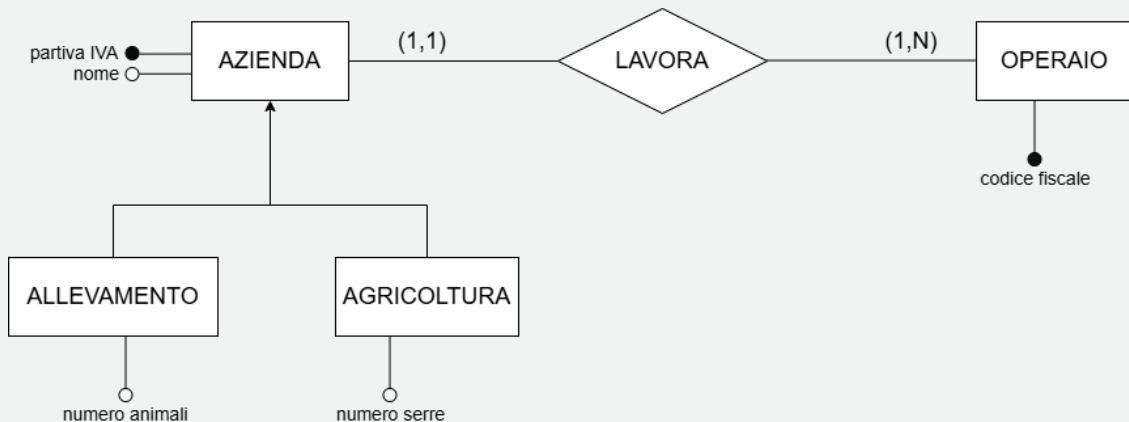 partiva IVA
nome
AZIENDA
(1,1)
LAVORA
(1,N)
OPERAIO
codice fiscale
ALLEVAMENTO
AGRICOLTURA
numero animali
numero serre